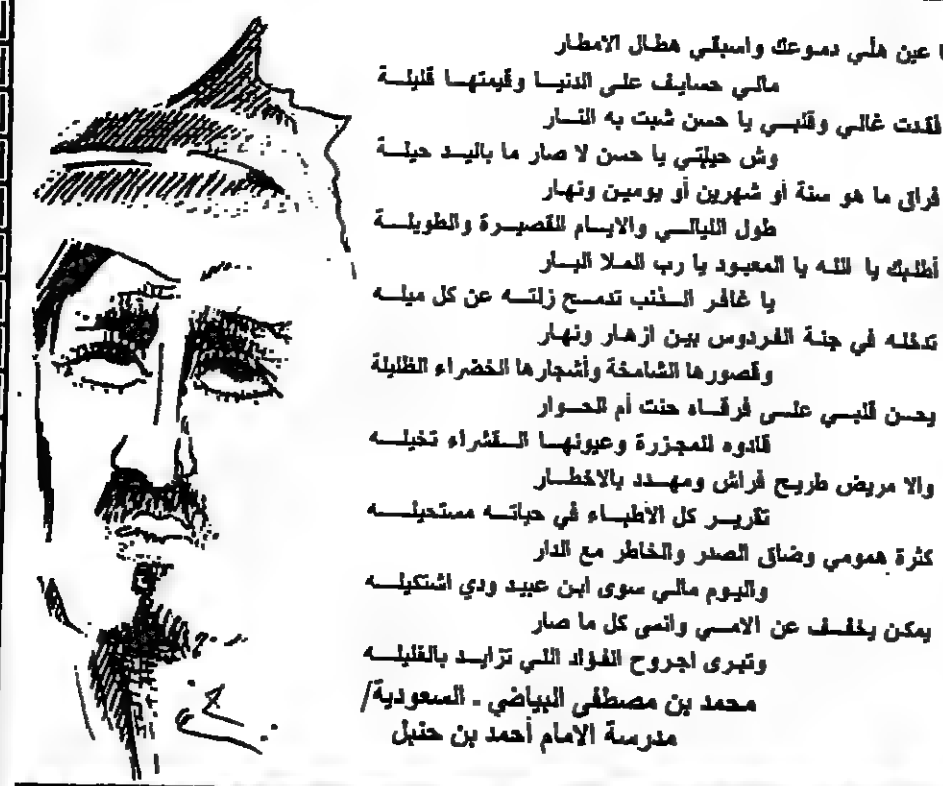 يا عين هلي دموعك واسبقي هطال الامطار
مالي حسايف على الدنيا وقيمتها قليلة
فقدت غالي وقلبي يا حسن شبت به النار
وش حيلتي يا حسن لا صار ما باليد حيلة
فراق ما هو سنة أو شهرين أو يومين ونهار
طول الليالي والايام القصيرة والطويلة
أطلبك يا الله يا المعبود يا رب الملا البار
يا غافر الذنب تدمح زلته عن كل ميله
تدخله في جنة الفردوس بين ازهار ونهار
وقصورها الشامخة وأشجارها الخضراء الظليلة
يحسن قلبي على فرقاه حنت أم الحوار
قادوه للمجزرة وعيونها القشراء تخيله
والا مريض طريح فراش ومهدد بالاخطار
تقرير كل الأطباء في حياته مستحيله
كثرة همومي وضاق الصدر والخاطر مع الدار
واليوم مالي سوى ابن عبيد ودي اشتكيله
يمكن يخفف عن الامي وانسى كل ما صار
وتبرى اجروح الفؤاد اللي تزايد بالغليله
محمد بن مصطفى البياضي - السعودية/
مدرسة الامام أحمد بن حنبل